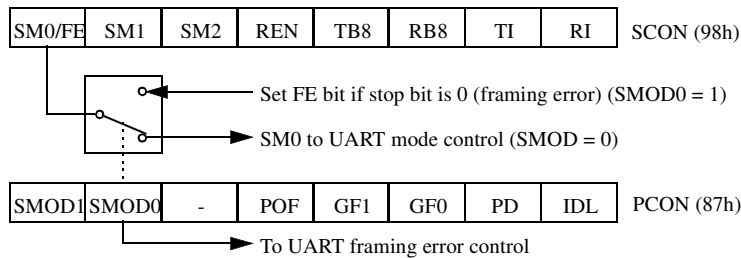 SM0/FE SM1 SM2 REN TB8 RB8 TI RI SCON (98h)
Set FE bit if stop bit is 0 (framing error) (SMOD0 = 1)
SM0 to UART mode control (SMOD = 0)
SMOD1 SMOD0 - POF GF1 GF0 PD IDL PCON (87h)
To UART framing error control